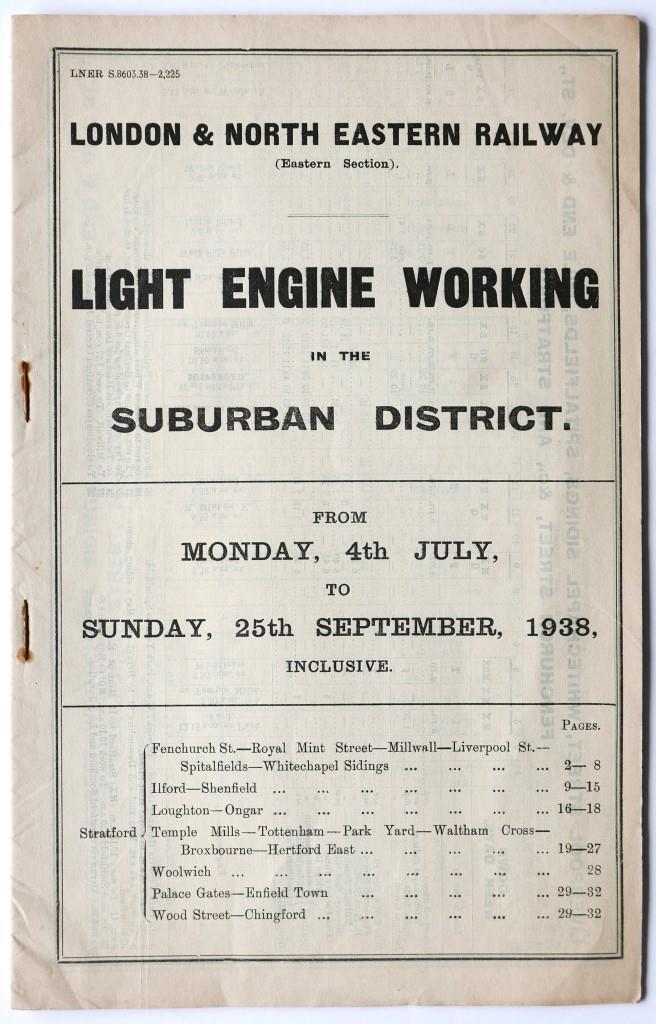 LNER S.8603.38—2,225
LONDON & NORTH EASTERN RAILWAY
(Eastern Section).
LIGHT ENGINE WORKING
IN THE
SUBURBAN DISTRICT.
FROM
MONDAY, 4th JULY,
TO
SUNDAY, 25th SEPTEMBER, 1938,
INCLUSIVE.
PAGES.
Fenchurch St.—Royal Mint Street—Millwall—Liverpool St.—
Spitalfields—Whitechapel Sidings ... ... ... ... 2— 8
Ilford—Shenfield ... ... ... ... ... ... ... 9—15
Loughton—Ongar ... ... ... ... ... ... 16—18
Stratford Temple Mills—Tottenham—Park Yard—Waltham Cross—
Broxbourne—Hertford East ... ... ... ... ... 19—27
Woolwich ... ... ... ... ... ... ... ... 28
Palace Gates—Enfield Town ... ... ... ... ... 29—32
Wood Street—Chingford ... ... ... ... ... ... 29—32